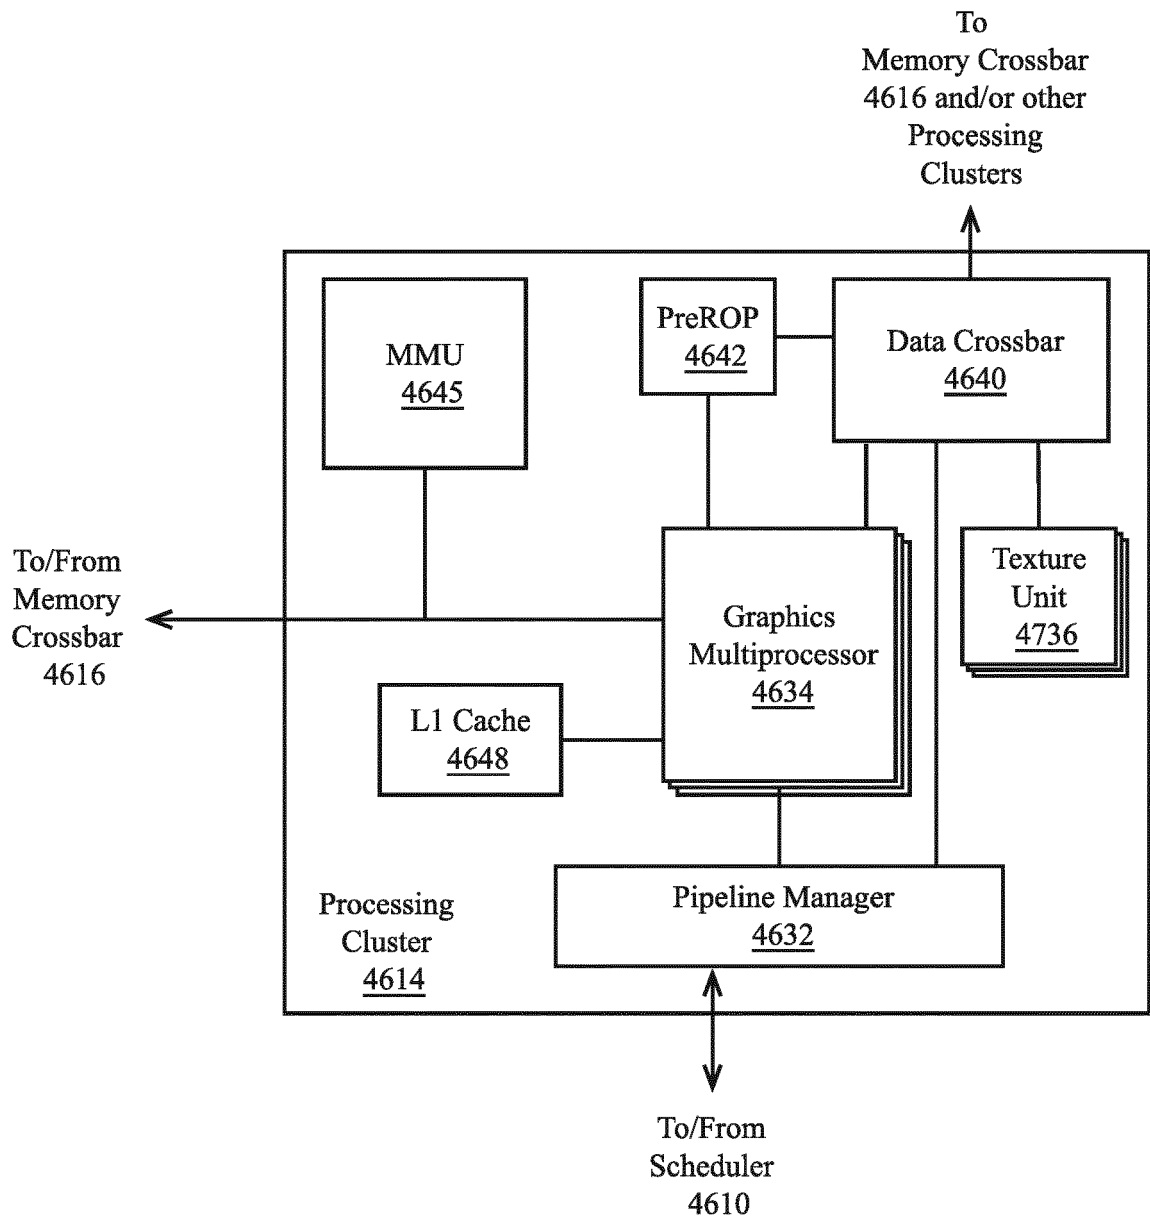 To
Memory Crossbar
4616 and/or other
Processing
Clusters
MMU
4645
PreROP
4642
Data Crossbar
4640
To/From
Memory
Crossbar
4616
Graphics
Multiprocessor
4634
Texture
Unit
4736
L1 Cache
4648
Processing
Cluster
4614
Pipeline Manager
4632
To/From
Scheduler
4610